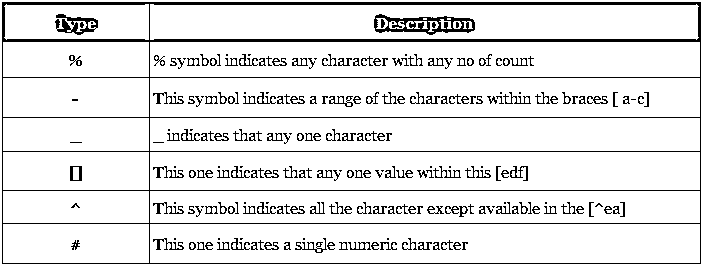 Type Description
% % symbol indicates any character with any no of count
- This symbol indicates a range of the characters within the braces [ a-c]
_ _ indicates that any one character
[] This one indicates that any one value within this [edf]
^ This symbol indicates all the character except available in the [^ea]
# This one indicates a single numeric character